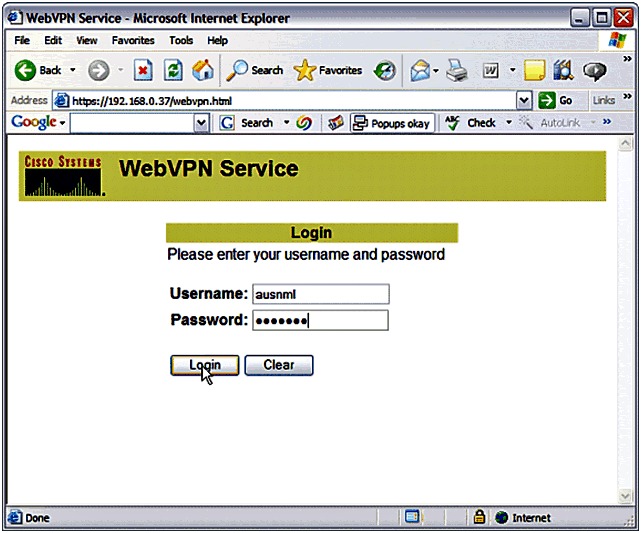 WebVPN Service - Microsoft Internet Explorer
File Edit View Favorites Tools Help
Back Search Favorites W
Address https://192.168.0.37/webvpn.html Go Links »
Google G Search Popups okay ABC Check AutoLink »
CISCO SYSTEMS WebVPN Service
Login
Please enter your username and password
Username: ausnml
Password: •••••••
Login Clear
Done Internet